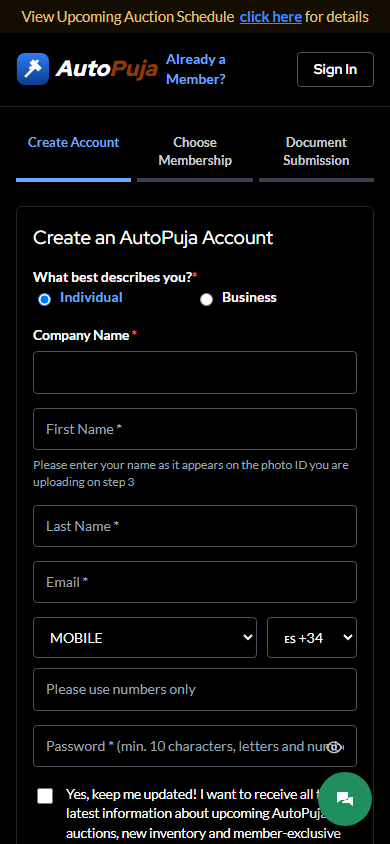 View Upcoming Auction Schedule click here for details
AutoPuja
Already a
Member?
Sign In
Create Account
Choose
Membership
Document
Submission
Create an AutoPuja Account
What best describes you?*
Individual
Business
Company Name *
First Name *
Please enter your name as it appears on the photo ID you are
uploading on step 3
Last Name *
Email *
MOBILE
ES +34
Please use numbers only
Password * (min. 10 characters, letters and
Yes, keep me updated! I want to receive all
latest information about upcoming AutoPuja
auctions, new inventory and member-exclusive